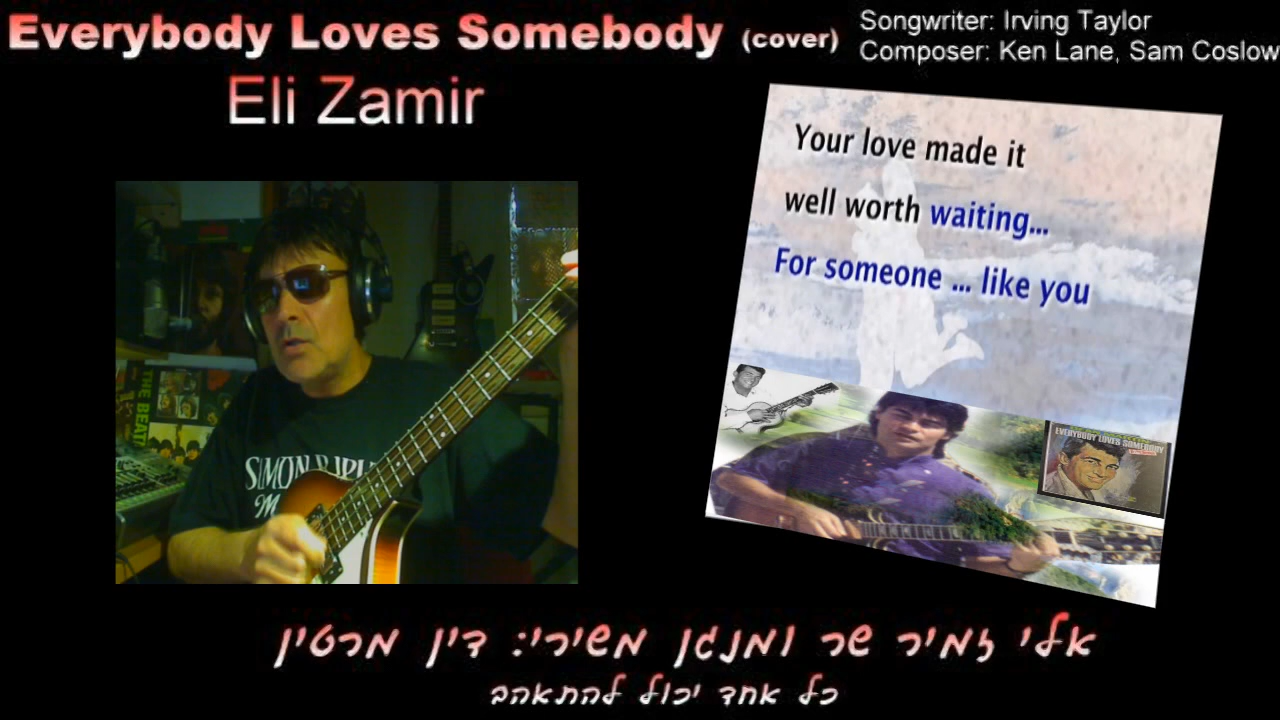 Everybody Loves Somebody (cover)
Songwriter: Irving Taylor
Composer: Ken Lane, Sam Coslow
Eli Zamir
Your love made it
well worth waiting...
For someone ... like you
THE BEAT
SIMON
EVERYBODY LOVES SOMEBODY
אלי זמיר שר ומנגן משירי: דין מרטין
כל אחד יכול להתאהב